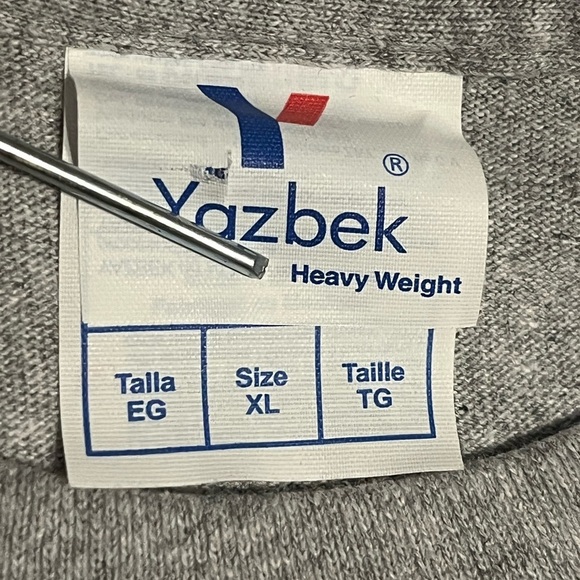 Y
®
Yazbek
Heavy Weight
Talla
EG
Size
XL
Taille
TG